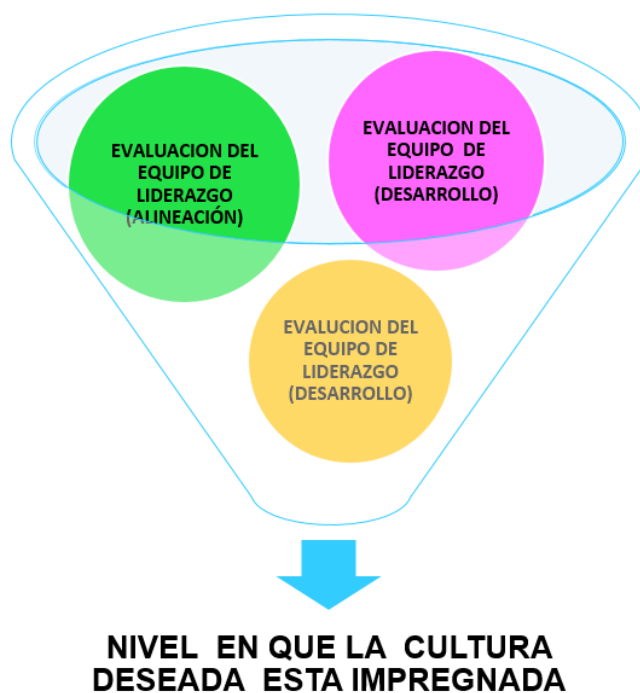 EVALUACION DEL
EQUIPO DE
LIDERAZGO
(ALINEACIÓN)
EVALUACION DEL
EQUIPO DE
LIDERAZGO
(DESARROLLO)
EVALUCION DEL
EQUIPO DE
LIDERAZGO
(DESARROLLO)
NIVEL EN QUE LA CULTURA
DESEADA ESTA IMPREGNADA